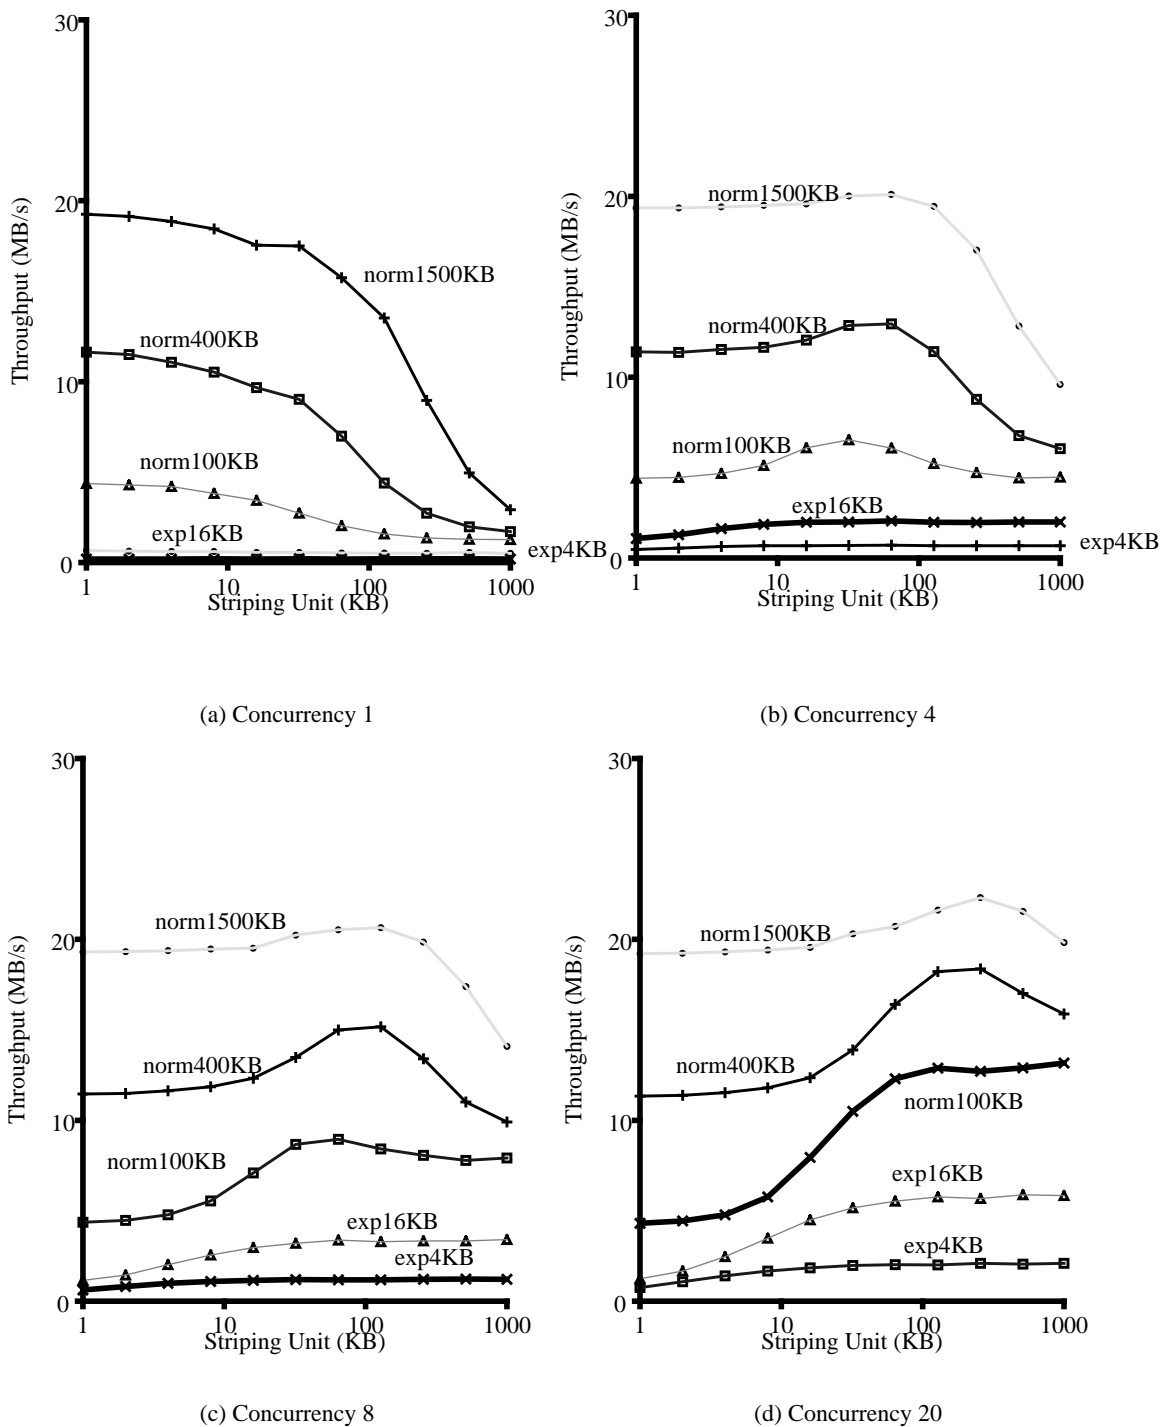 30
20
10
0
Throughput (MB/s)
norm1500KB
norm400KB
norm100KB
exp16KB
exp4KB
1
10
100
1000
Striping Unit (KB)
(a) Concurrency 1
30
20
10
0
Throughput (MB/s)
norm1500KB
norm400KB
norm100KB
exp16KB
exp4KB
1
10
100
1000
Striping Unit (KB)
(b) Concurrency 4
30
20
10
0
Throughput (MB/s)
norm1500KB
norm400KB
norm100KB
exp16KB
exp4KB
1
10
100
1000
Striping Unit (KB)
(c) Concurrency 8
30
20
10
0
Throughput (MB/s)
norm1500KB
norm400KB
norm100KB
exp16KB
exp4KB
1
10
100
1000
Striping Unit (KB)
(d) Concurrency 20